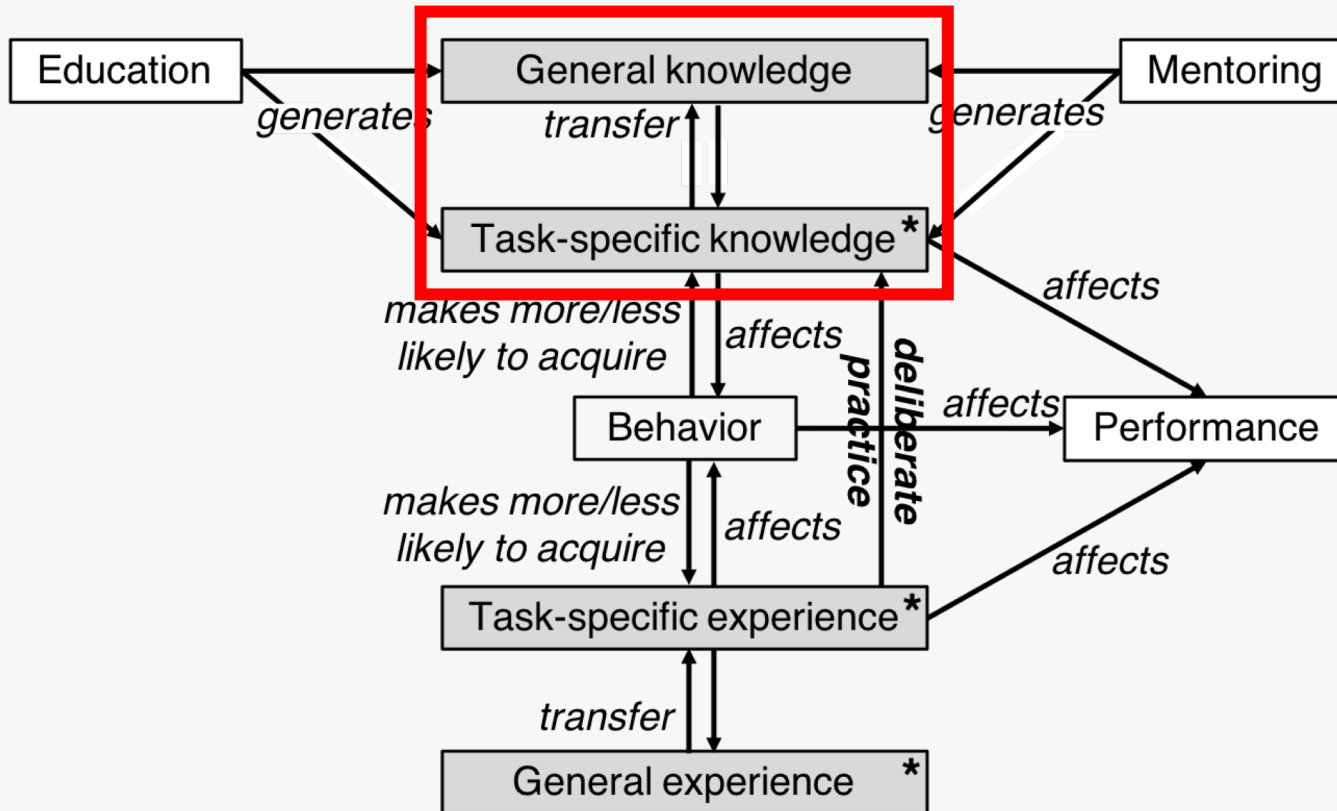 Education
General knowledge
Mentoring
generates
transfer
generates
Task-specific knowledge*
makes more/less
likely to acquire
affects
deliberate
practice
affects
Behavior
affects
Performance
makes more/less
likely to acquire
affects
affects
Task-specific experience*
transfer
General experience *